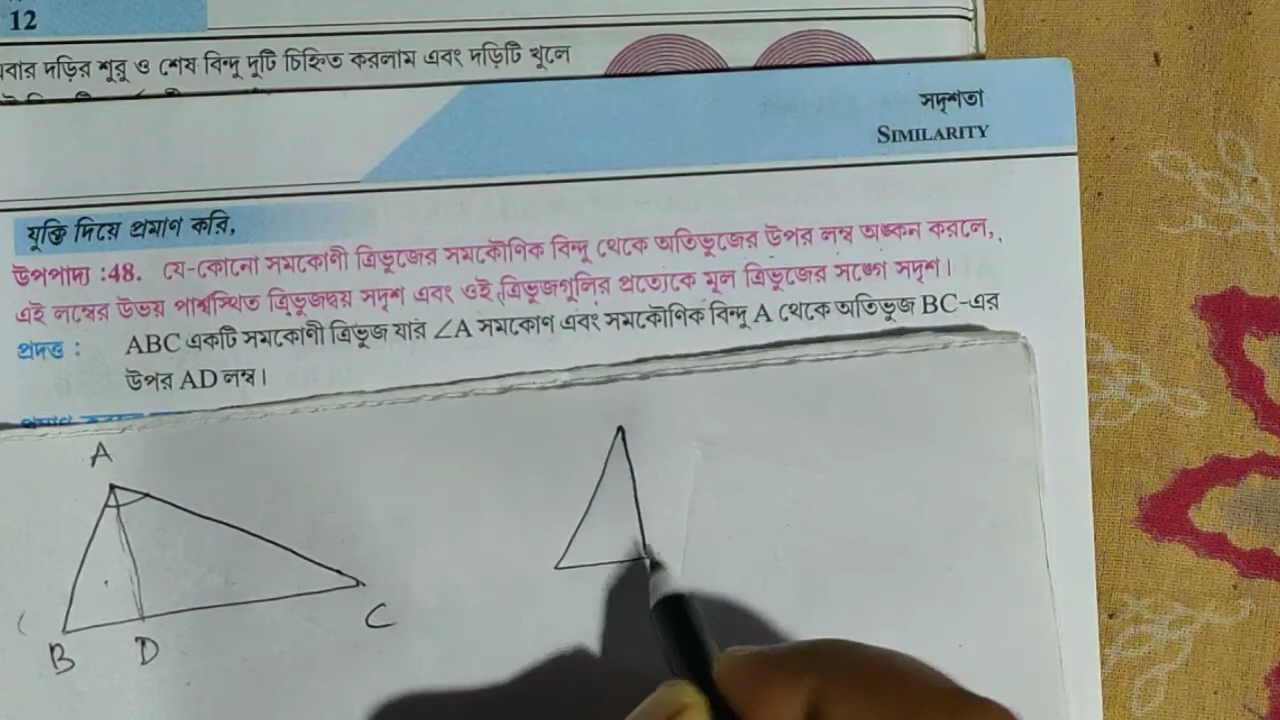 12
বার দড়ির শুরু ও শেষ বিন্দু দুটি চিহ্নিত করলাম এবং দড়িটি খুলে
সদৃশতা
SIMILARITY
যুক্তি দিয়ে প্রমাণ করি,
উপপাদ্য :48. যে-কোনো সমকোণী ত্রিভুজের সমকৌণিক বিন্দু থেকে অতিভুজের উপর লম্ব অঙ্কন করলে,
এই লম্বের উভয় পার্শ্বস্থিত ত্রিভুজদ্বয় সদৃশ এবং ওই ত্রিভুজগুলির প্রত্যেকে মূল ত্রিভুজের সঙ্গে সদৃশ।
প্রদত্ত : ABC একটি সমকোণী ত্রিভুজ যার ∠A সমকোণ এবং সমকৌণিক বিন্দু A থেকে অতিভুজ BC-এর
উপর AD লম্ব।
A
B D C